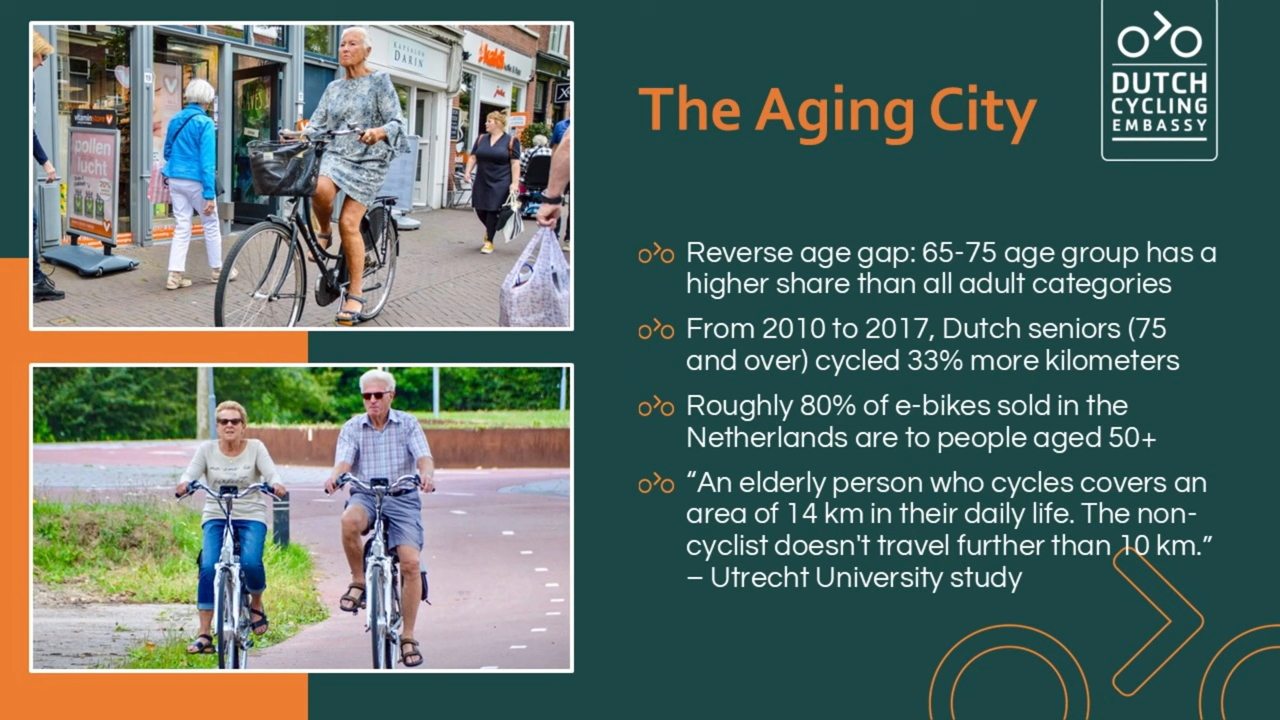 KAYSALON
DARIN
vitaminstore
pollen
lucht
The Aging City
DUTCH
CYCLING
EMBASSY
Reverse age gap: 65-75 age group has a
higher share than all adult categories
From 2010 to 2017, Dutch seniors (75
and over) cycled 33% more kilometers
Roughly 80% of e-bikes sold in the
Netherlands are to people aged 50+
“An elderly person who cycles covers an
area of 14 km in their daily life. The non-
cyclist doesn't travel further than 10 km.”
– Utrecht University study